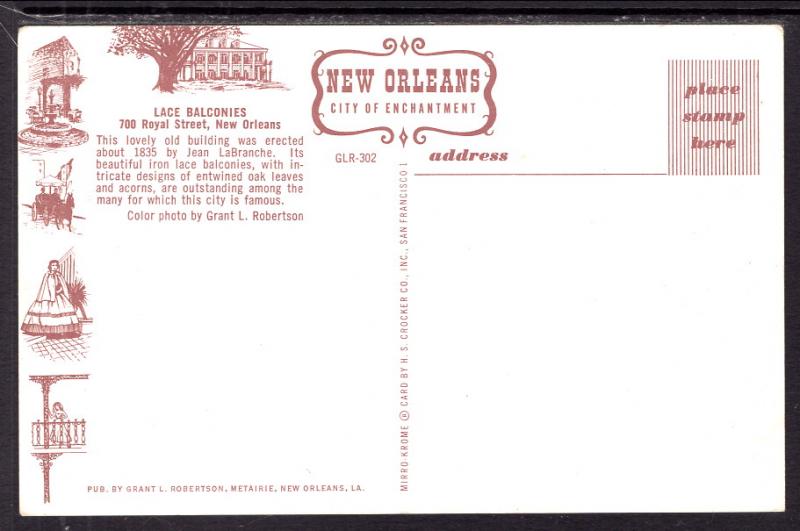 LACE BALCONIES
700 Royal Street, New Orleans
This lovely old building was erected
about 1835 by Jean LaBranche. Its
beautiful iron lace balconies, with in-
tricate designs of entwined oak leaves
and acorns, are outstanding among the
many for which this city is famous.
Color photo by Grant L. Robertson
NEW ORLEANS
CITY OF ENCHANTMENT
GLR-302
address
place
stamp
here
MIRRO-KROME ® CARD BY H. S. CROCKER CO., INC., SAN FRANCISCO 1
PUB. BY GRANT L. ROBERTSON, METAIRIE, NEW ORLEANS, LA.